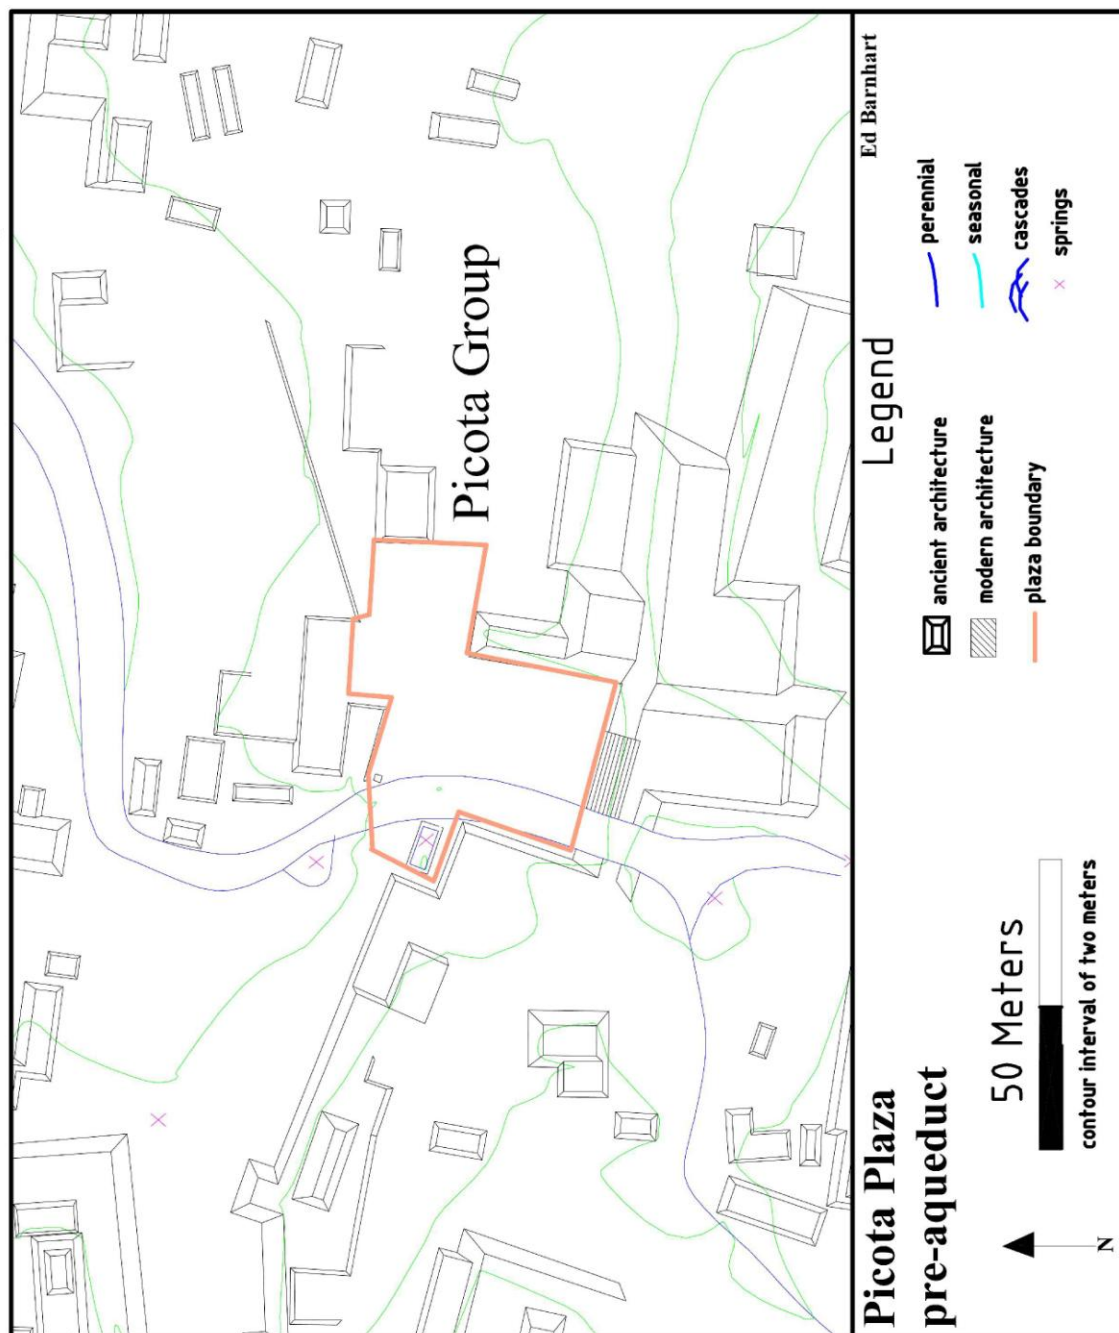 Picota Group
Picota Plaza
pre-aqueduct
N
50 Meters
contour interval of two meters
Legend
ancient architecture
modern architecture
plaza boundary
perennial
seasonal
cascades
springs
Ed Barnhart